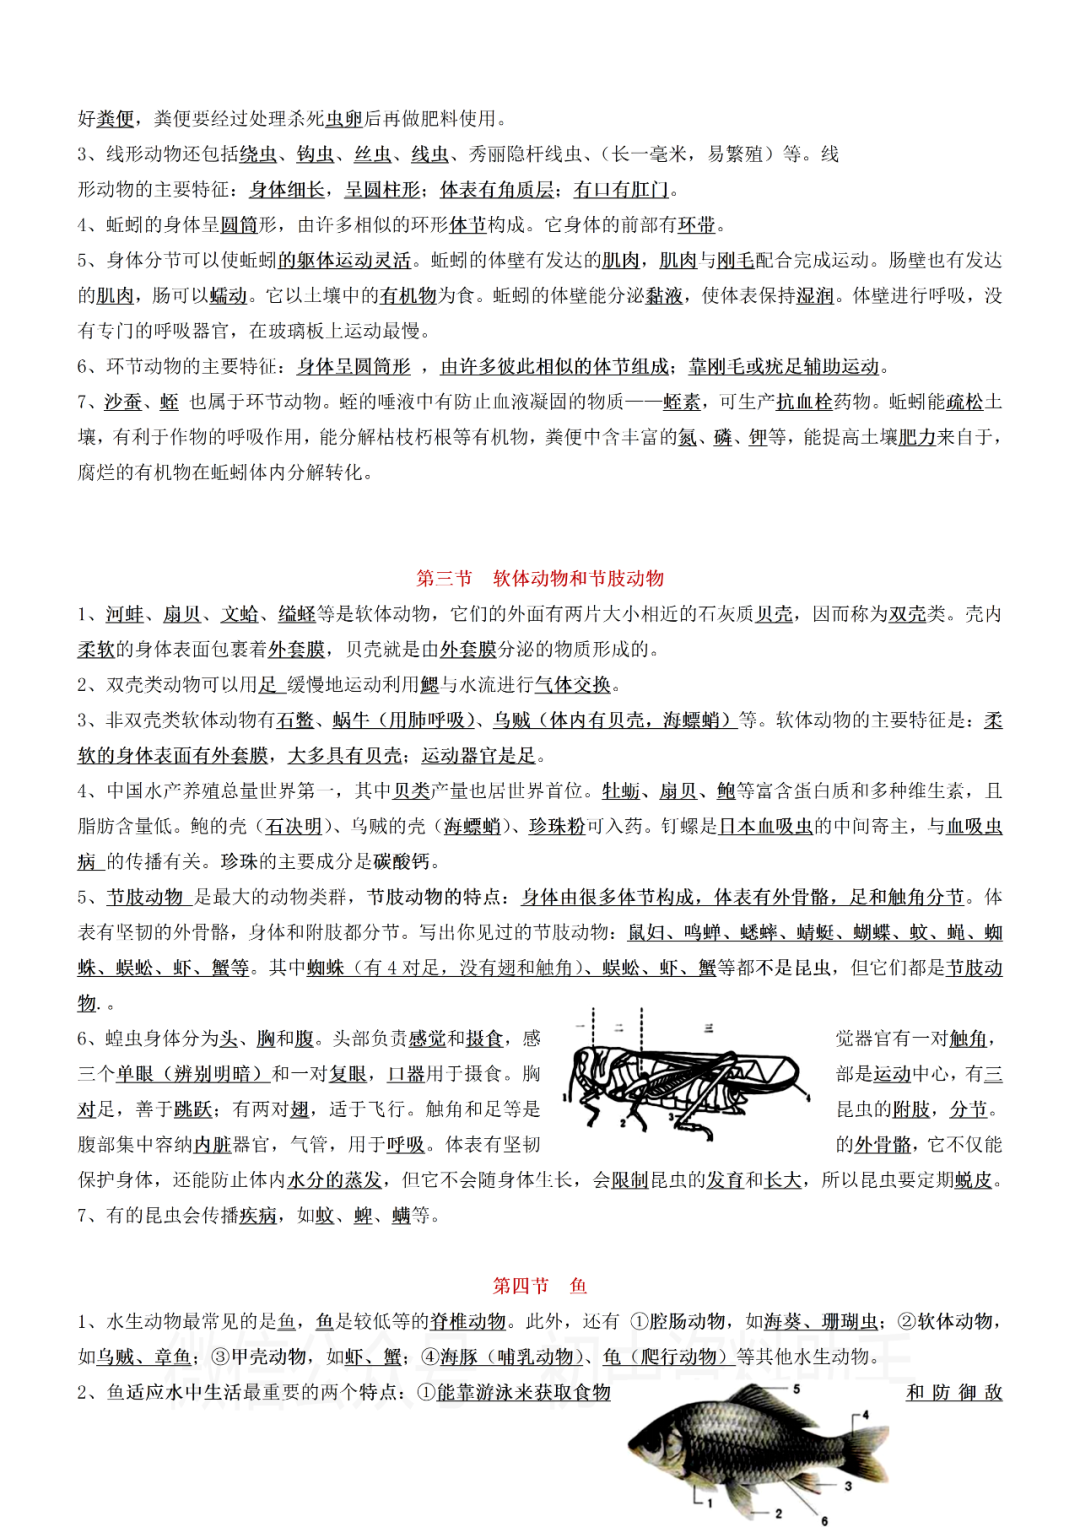 好粪便，粪便要经过处理杀死虫卵后再做肥料使用。
3、线形动物还包括绕虫、钩虫、丝虫、线虫、秀丽隐杆线虫、（长一毫米，易繁殖）等。线
形动物的主要特征：身体细长，呈圆柱形；体表有角质层；有口有肛门。
4、蚯蚓的身体呈圆筒形，由许多相似的环形体节构成。它身体的前部有环带。
5、身体分节可以使蚯蚓的躯体运动灵活。蚯蚓的体壁有发达的肌肉，肌肉与刚毛配合完成运动。肠壁也有发达
的肌肉，肠可以蠕动。它以土壤中的有机物为食。蚯蚓的体壁能分泌黏液，使体表保持湿润。体壁进行呼吸，没
有专门的呼吸器官，在玻璃板上运动最慢。
6、环节动物的主要特征：身体呈圆筒形 ，由许多彼此相似的体节组成；靠刚毛或疣足辅助运动。
7、沙蚕、蛭 也属于环节动物。蛭的唾液中有防止血液凝固的物质——蛭素，可生产抗血栓药物。蚯蚓能疏松土
壤，有利于作物的呼吸作用，能分解枯枝朽根等有机物，粪便中含丰富的氮、磷、钾等，能提高土壤肥力来自于，
腐烂的有机物在蚯蚓体内分解转化。
第三节 软体动物和节肢动物
1、河蚌、扇贝、文蛤、缢蛏等是软体动物，它们的外面有两片大小相近的石灰质贝壳，因而称为双壳类。壳内
柔软的身体表面包裹着外套膜，贝壳就是由外套膜分泌的物质形成的。
2、双壳类动物可以用足 缓慢地运动利用鳃与水流进行气体交换。
3、非双壳类软体动物有石鳖、蜗牛（用肺呼吸）、乌贼（体内有贝壳，海螵蛸）等。软体动物的主要特征是：柔
软的身体表面有外套膜，大多具有贝壳；运动器官是足。
4、中国水产养殖总量世界第一，其中贝类产量也居世界首位。牡蛎、扇贝、鲍等富含蛋白质和多种维生素，且
脂肪含量低。鲍的壳（石决明）、乌贼的壳（海螵蛸）、珍珠粉可入药。钉螺是日本血吸虫的中间寄主，与血吸虫
病 的传播有关。珍珠的主要成分是碳酸钙。
5、节肢动物 是最大的动物类群，节肢动物的特点：身体由很多体节构成，体表有外骨骼，足和触角分节。体
表有坚韧的外骨骼，身体和附肢都分节。写出你见过的节肢动物：鼠妇、鸣蝉、蟋蟀、蜻蜓、蝴蝶、蚊、蝇、蜘
蛛、蜈蚣、虾、蟹等。其中蜘蛛（有 4 对足，没有翅和触角）、蜈蚣、虾、蟹等都不是昆虫，但它们都是节肢动
物. 。
一 二 三
6、蝗虫身体分为头、胸和腹。头部负责感觉和摄食，感 觉器官有一对触角，
三个单眼（辨别明暗）和一对复眼，口器用于摄食。胸 部是运动中心，有三
1 2 3 4
对足，善于跳跃；有两对翅，适于飞行。触角和足等是 昆虫的附肢，分节。
腹部集中容纳内脏器官，气管，用于呼吸。体表有坚韧 的外骨骼，它不仅能
保护身体，还能防止体内水分的蒸发，但它不会随身体生长，会限制昆虫的发育和长大，所以昆虫要定期蜕皮。
7、有的昆虫会传播疾病，如蚊、蜱、螨等。
第四节 鱼
1、水生动物最常见的是鱼，鱼是较低等的脊椎动物。此外，还有 ①腔肠动物，如海葵、珊瑚虫；②软体动物，
如乌贼、章鱼；③甲壳动物，如虾、蟹；④海豚（哺乳动物）、龟（爬行动物）等其他水生动物。
2、鱼适应水中生活最重要的两个特点：①能靠游泳来获取食物 和 防 御 敌
5
4
3
1
2
6